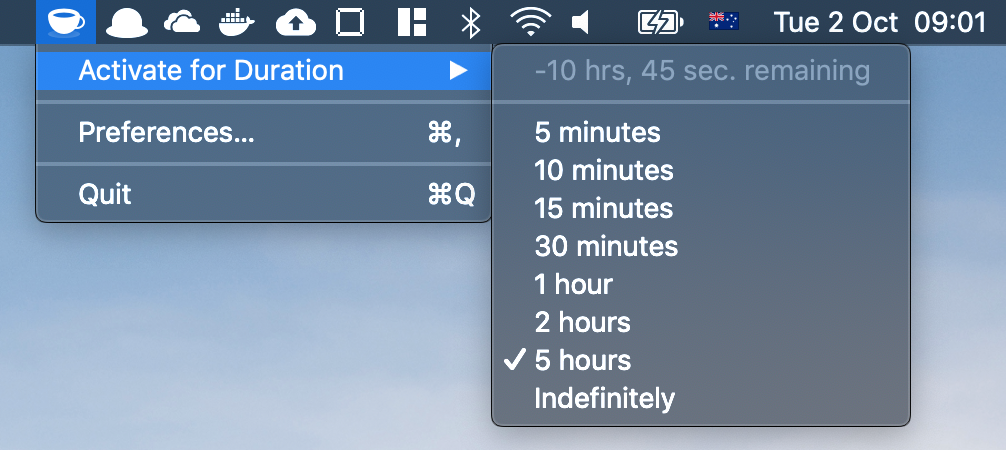 Tue 2 Oct 09:01
Activate for Duration ▶
Preferences... ⌘,
Quit ⌘Q
-10 hrs, 45 sec. remaining
5 minutes
10 minutes
15 minutes
30 minutes
1 hour
2 hours
✓ 5 hours
Indefinitely